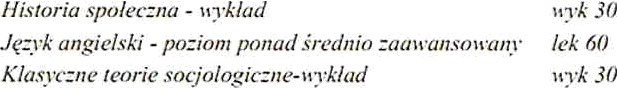 Historia społeczna - wykład wyk 30
Język angielski - poziom ponad średnio zaawansowany lek 60
Klasyczne teorie socjologiczne-wykład wyk 30